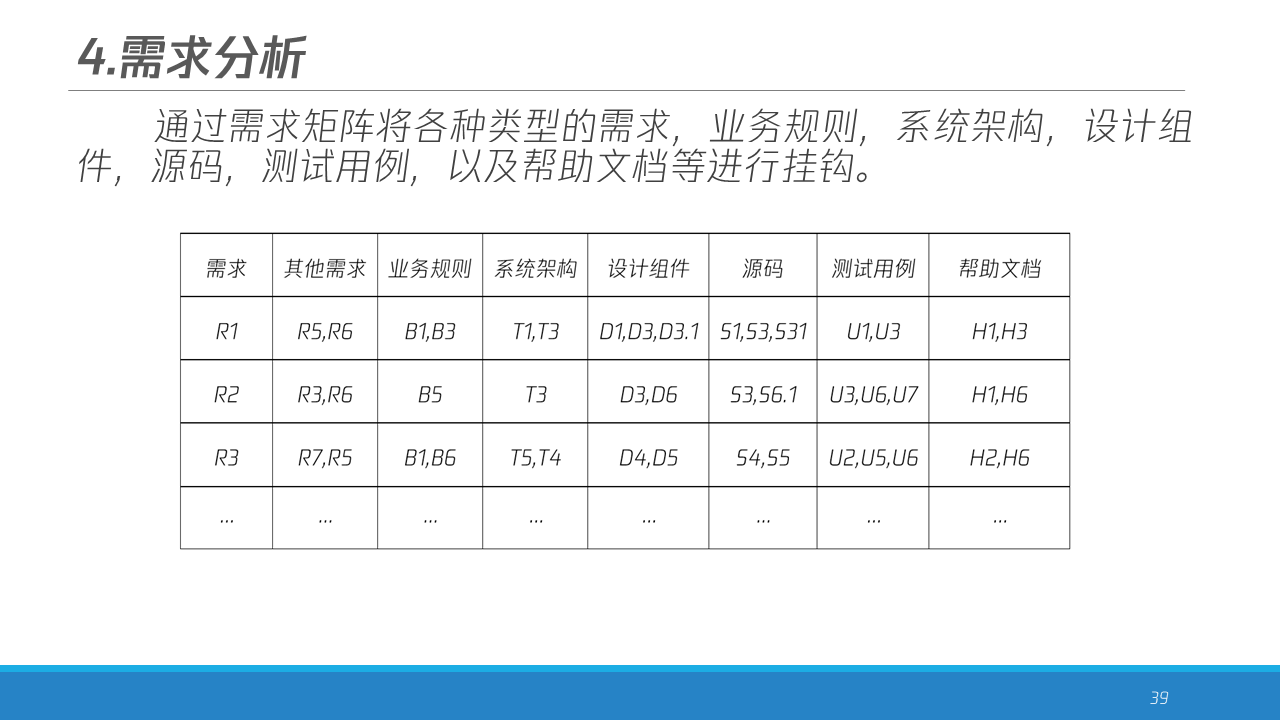 4.需求分析
通过需求矩阵将各种类型的需求，业务规则，系统架构，设计组
件，源码，测试用例，以及帮助文档等进行挂钩。
需求 其他需求 业务规则 系统架构 设计组件 源码 测试用例 帮助文档
R1 R5,R6 B1,B3 T1,T3 D1,D3,D3.1 S1,S3,S31 U1,U3 H1,H3
R2 R3,R6 B5 T3 D3,D6 S3,S6.1 U3,U6,U7 H1,H6
R3 R7,R5 B1,B6 T5,T4 D4,D5 S4,S5 U2,U5,U6 H2,H6
... ... ... ... ... ... ... ...
39